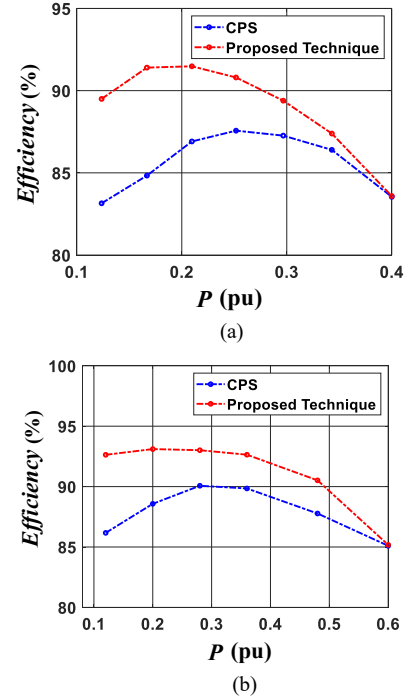 95
CPS
Proposed Technique
90
Efficiency (%)
85
80
0.1 0.2 0.3 0.4
P (pu)
(a)
100
CPS
Proposed Technique
95
90
Efficiency (%)
85
80
0.1 0.2 0.3 0.4 0.5 0.6
P (pu)
(b)